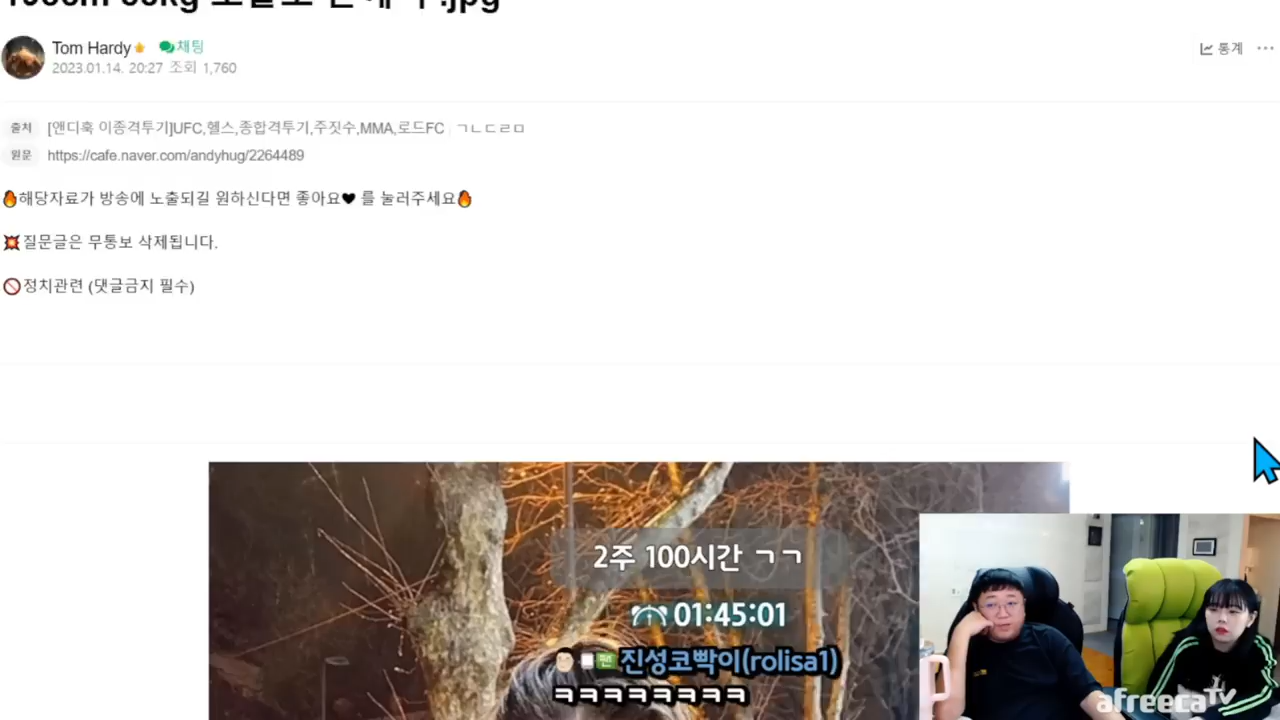 Tom Hardy 채팅
2023.01.14. 20:27 조회 1,760
통계
출처 [앤디훅 이종격투기]UFC,헬스,종합격투기,주짓수,MMA,로드FC ㄱㄴㄷㄹㅁ
원문 https://cafe.naver.com/andyhug/2264489
🔥해당자료가 방송에 노출되길 원하신다면 좋아요♥ 를 눌러주세요🔥
💥질문글은 무통보 삭제됩니다.
🚫정치관련 (댓글금지 필수)
2주 100시간 ㄱㄱ
01:45:01
팬 진성코빡이(rolisa1)
ㅋㅋㅋㅋㅋㅋㅋㅋ
afreecaTV